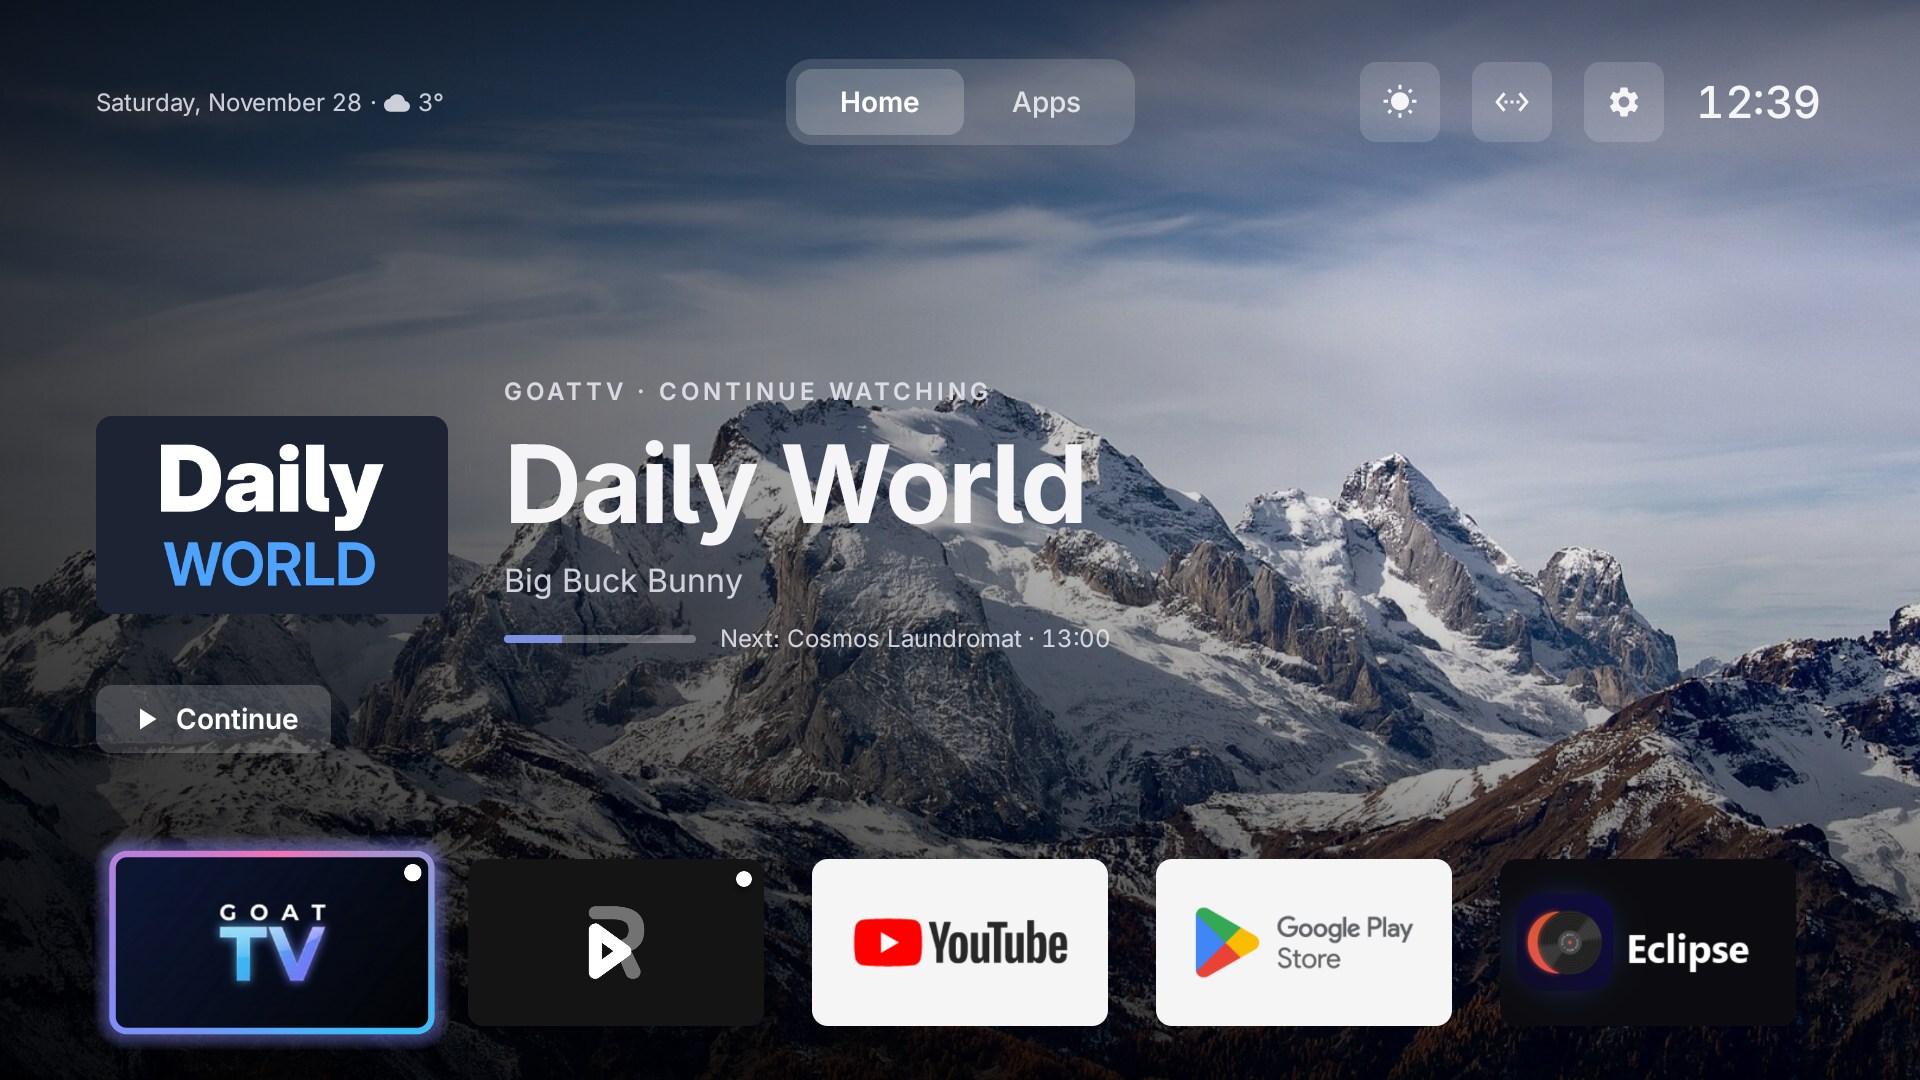 Saturday, November 28 · 3°
Home
Apps
12:39
GOATTV · CONTINUE WATCHING
Daily
WORLD
Daily World
Big Buck Bunny
Next: Cosmos Laundromat · 13:00
Continue
GOAT
TV
R
YouTube
Google Play
Store
Eclipse